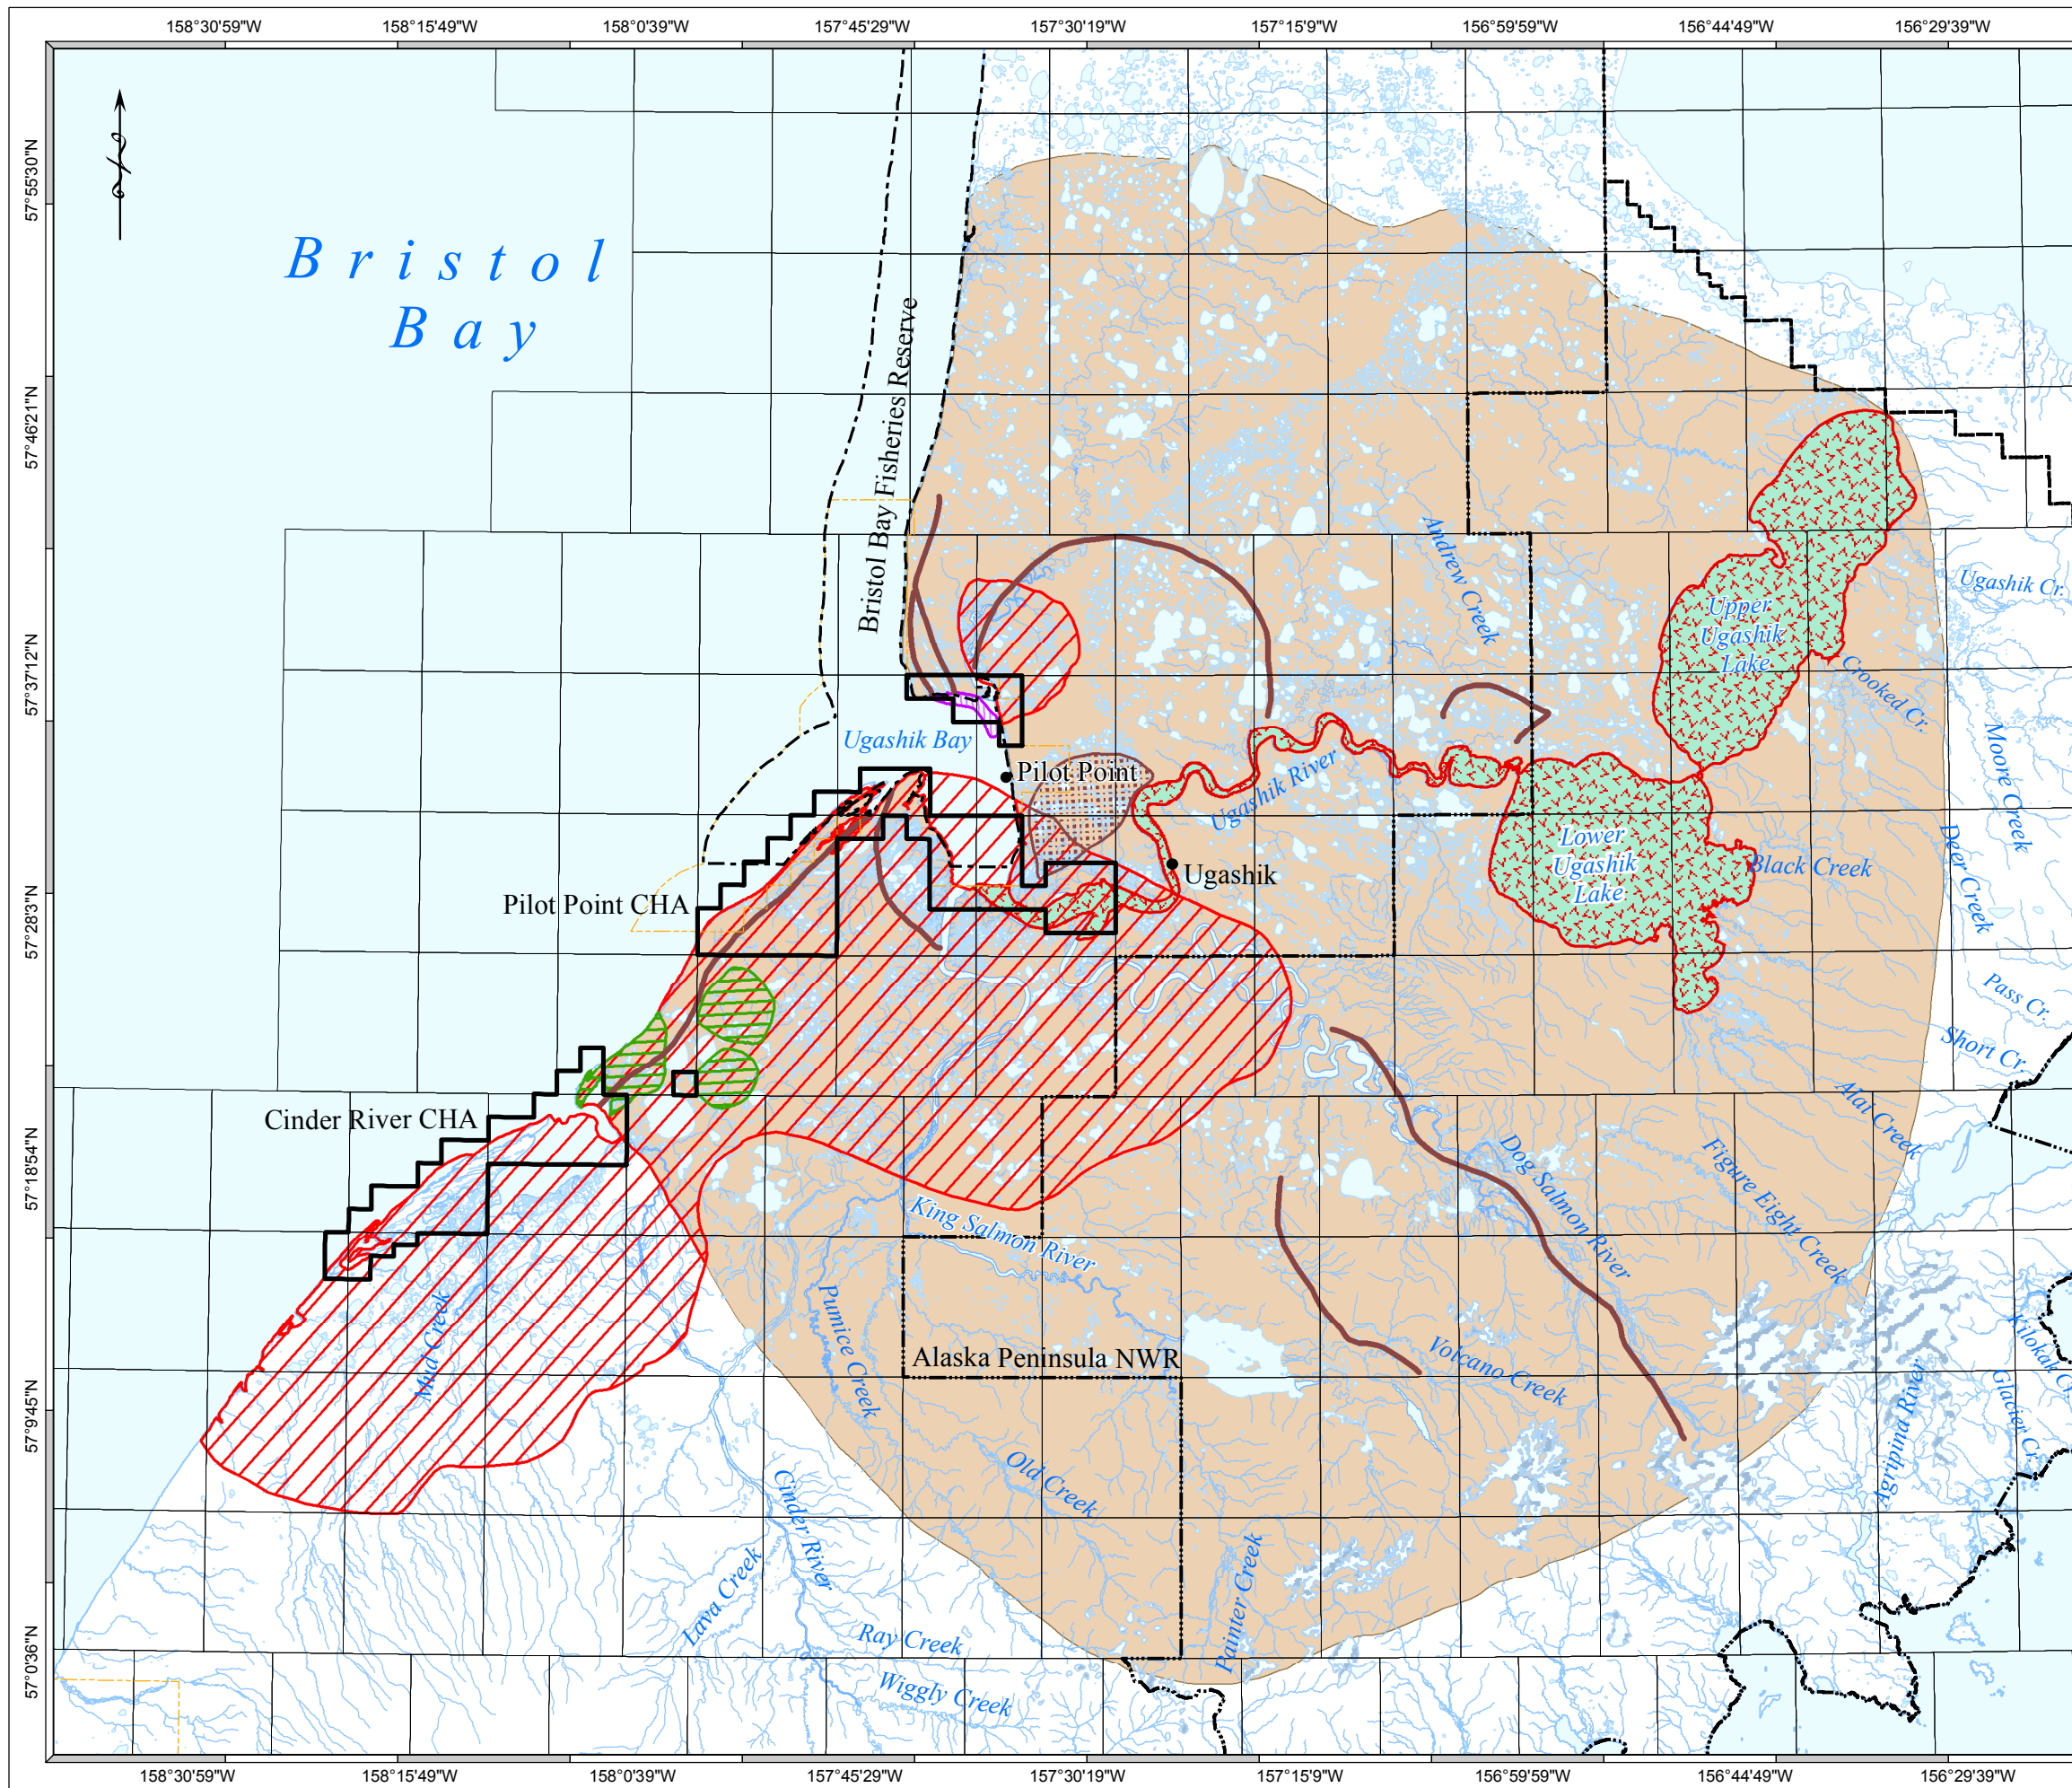 158°30'59"W 158°15'49"W 158°0'39"W 157°45'29"W 157°30'19"W 157°15'9"W 156°59'59"W 156°44'49"W 156°29'39"W
57°55'30"N
Bristol
Bay
Bristol Bay Fisheries Reserve
57°46'21"N
Andrew Creek
Ugashik Cr.
Upper
Ugashik
Lake
57°37'12"N
Crooked Cr.
Moore Creek
Ugashik Bay
Pilot Point
Ugashik River
Lower
Ugashik
Lake
Black Creek
Deer Creek
Ugashik
Pilot Point CHA
57°28'3"N
Pass Cr.
Short Cr.
Alai Creek
Cinder River CHA
57°18'54"N
Dog Salmon River
Figure Eight Creek
King Salmon River
Mud Creek
Pumice Creek
Alaska Peninsula NWR
Volcano Creek
Kilokak C
Glacier Cr.
Agripina River
57°9'45"N
Old Creek
Cinder River
Lava Creek
Painter Creek
Ray Creek
57°0'36"N
Wiggly Creek
158°30'59"W 158°15'49"W 158°0'39"W 157°45'29"W 157°30'19"W 157°15'9"W 156°59'59"W 156°44'49"W 156°29'39"W